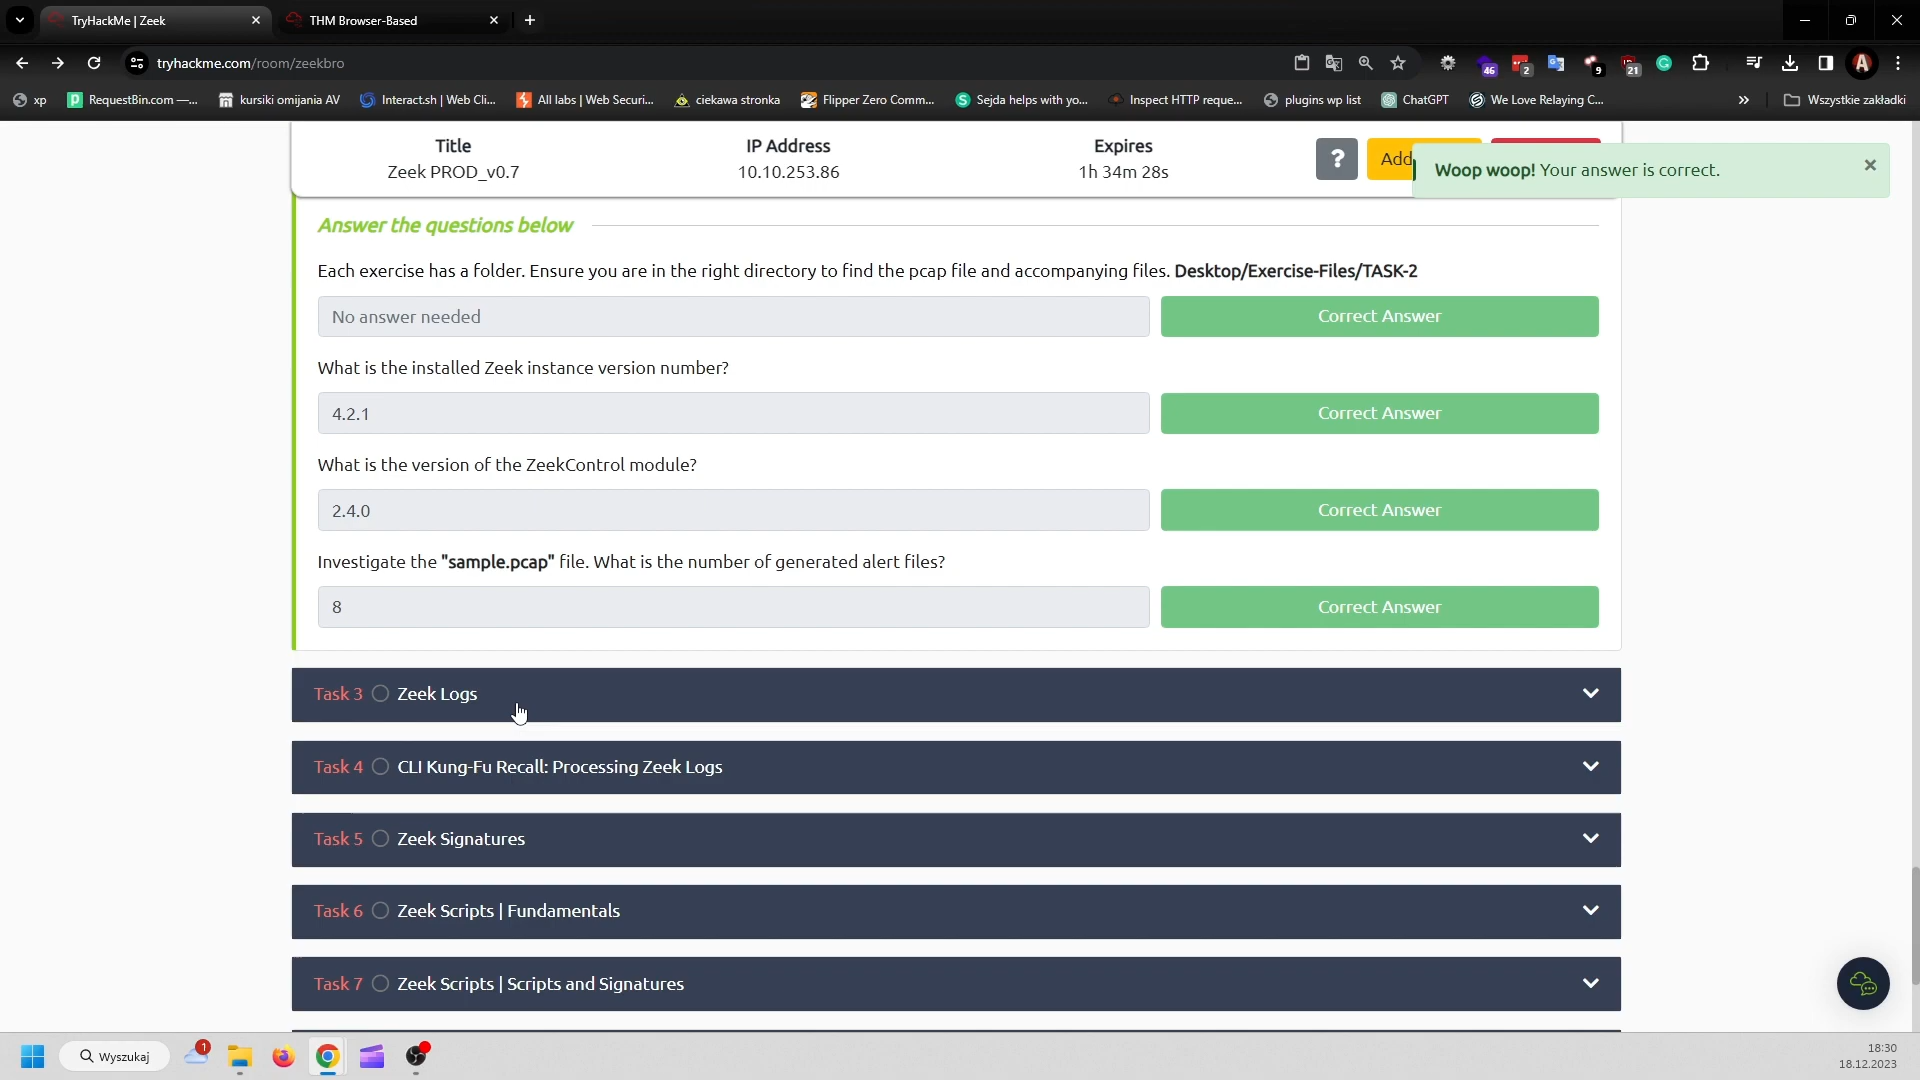 TryHackMe | Zeek
THM Browser-Based
tryhackme.com/room/zeekbro
46
2
9
21
A
xp
RequestBin.com —...
kursiki omijania AV
Interact.sh | Web Cli...
All labs | Web Securi...
ciekawa stronka
Flipper Zero Comm...
Sejda helps with yo...
Inspect HTTP reque...
plugins wp list
ChatGPT
We Love Relaying C...
Wszystkie zakładki
Title
IP Address
Expires
Zeek PROD_v0.7
10.10.253.86
1h 34m 28s
?
Add
Woop woop! Your answer is correct.
Answer the questions below
Each exercise has a folder. Ensure you are in the right directory to find the pcap file and accompanying files. Desktop/Exercise-Files/TASK-2
No answer needed
Correct Answer
What is the installed Zeek instance version number?
4.2.1
Correct Answer
What is the version of the ZeekControl module?
2.4.0
Correct Answer
Investigate the "sample.pcap" file. What is the number of generated alert files?
8
Correct Answer
Task 3 Zeek Logs
Task 4 CLI Kung-Fu Recall: Processing Zeek Logs
Task 5 Zeek Signatures
Task 6 Zeek Scripts | Fundamentals
Task 7 Zeek Scripts | Scripts and Signatures
Wyszukaj
1
18:30
18.12.2023